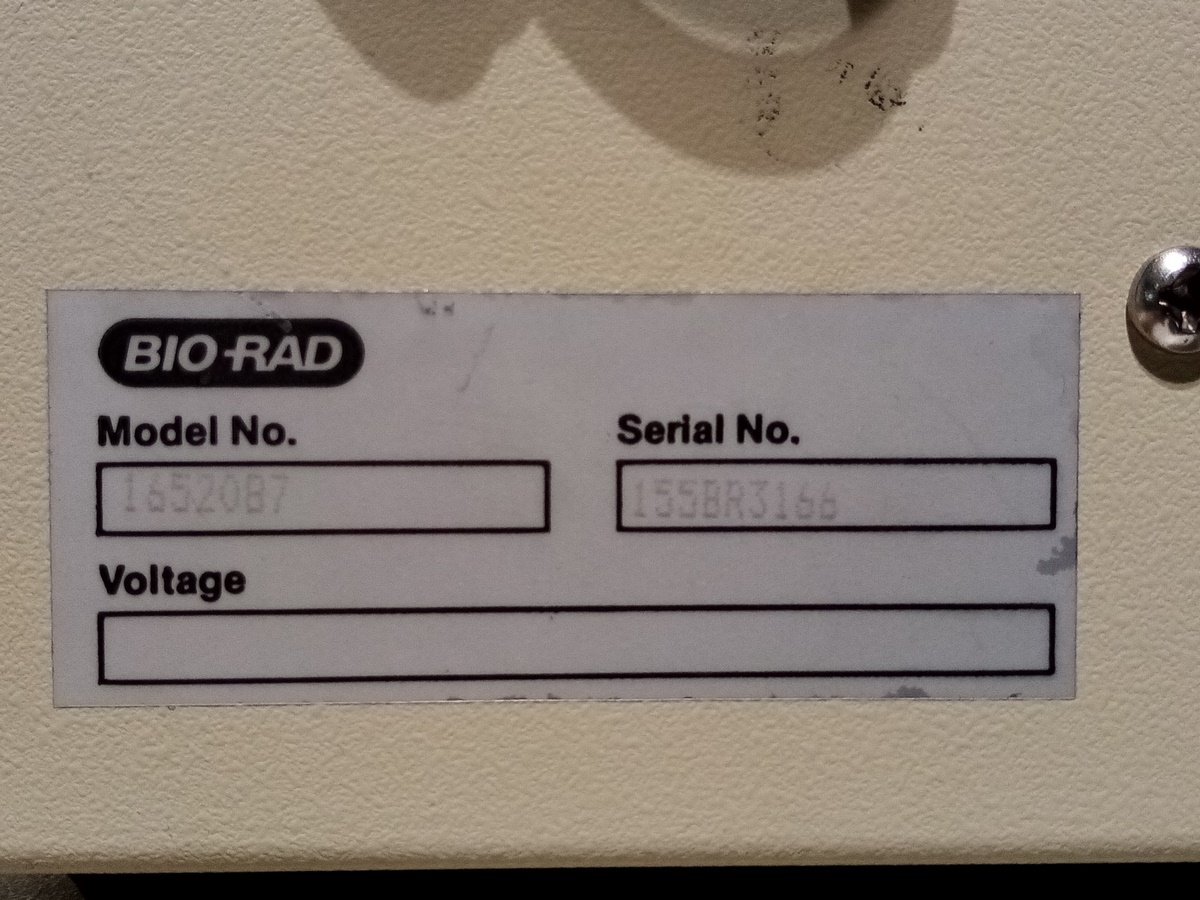 BIO-RAD
Model No.
Serial No.
1652087
155BR3166
Voltage